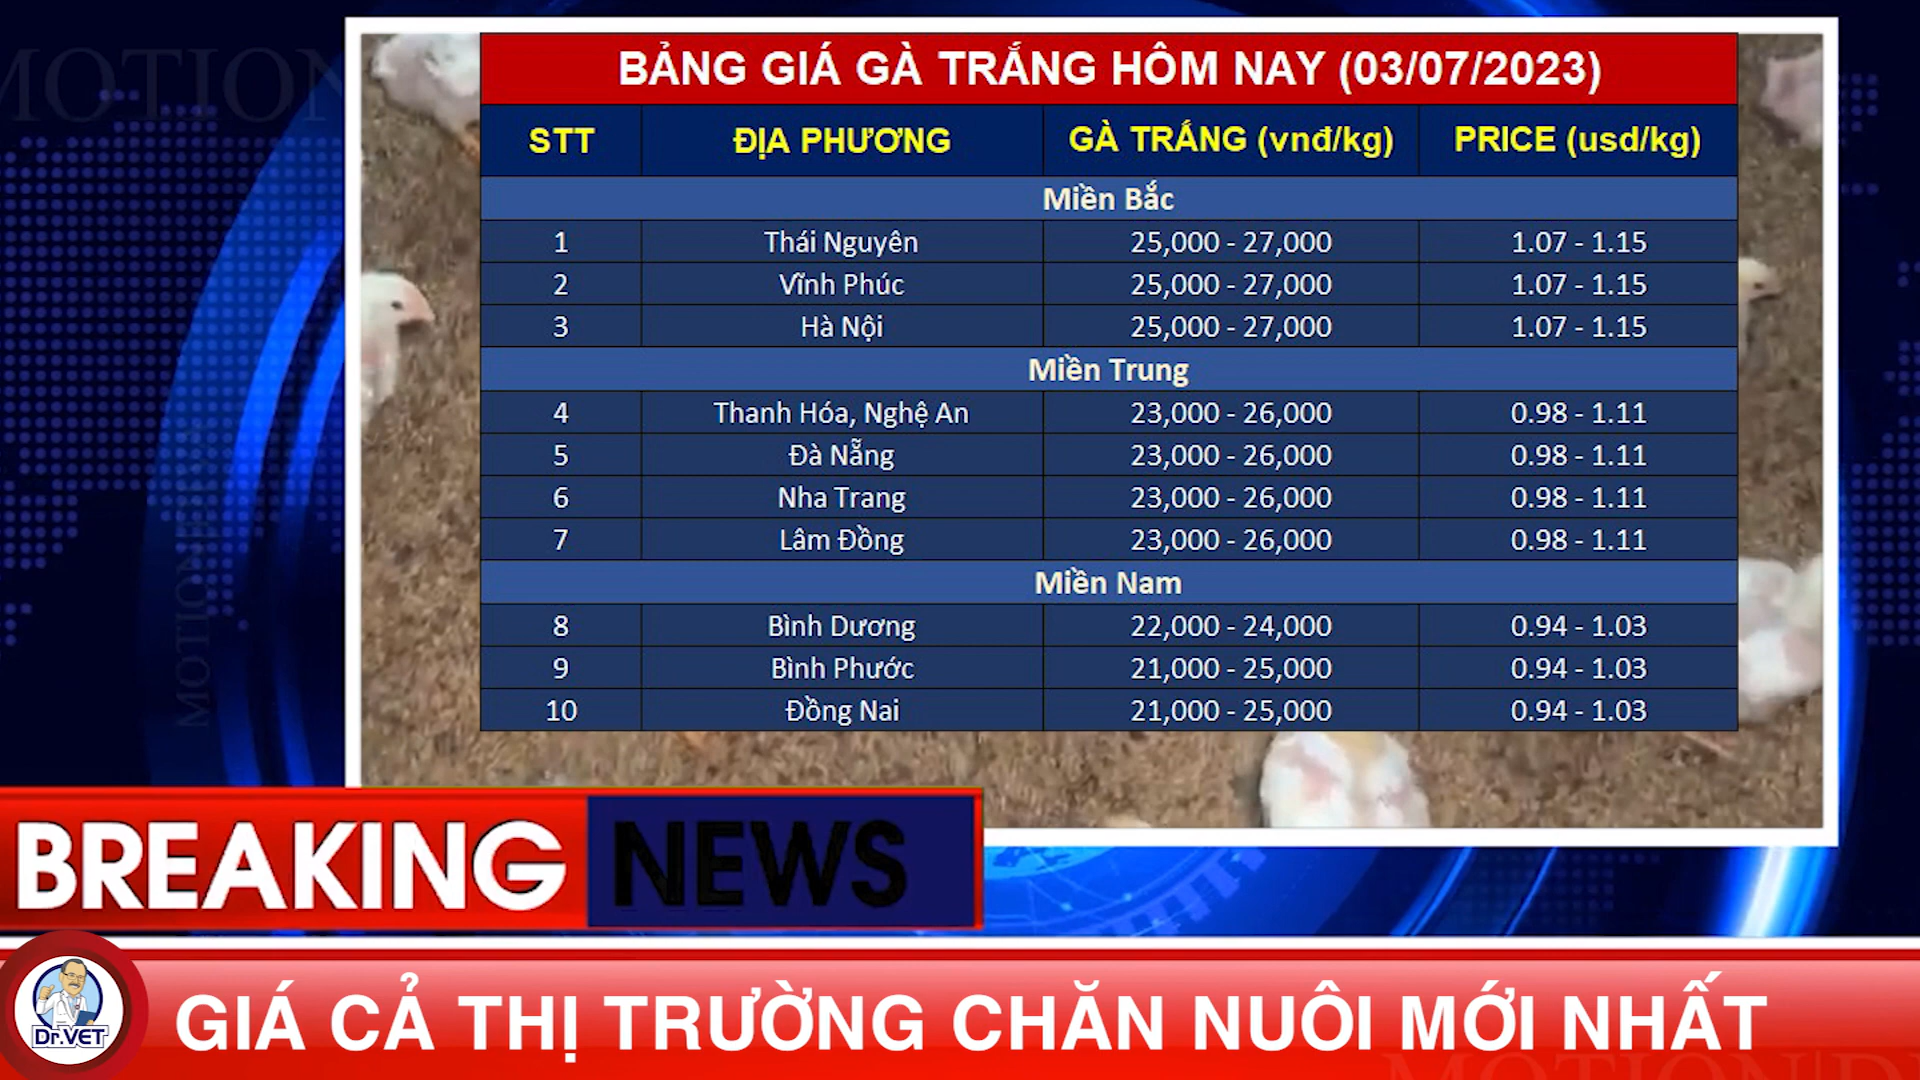 BẢNG GIÁ GÀ TRẮNG HÔM NAY (03/07/2023)
STT ĐỊA PHƯƠNG GÀ TRẮNG (vnđ/kg) PRICE (usd/kg)
Miền Bắc
1 Thái Nguyên 25,000 - 27,000 1.07 - 1.15
2 Vĩnh Phúc 25,000 - 27,000 1.07 - 1.15
3 Hà Nội 25,000 - 27,000 1.07 - 1.15
Miền Trung
4 Thanh Hóa, Nghệ An 23,000 - 26,000 0.98 - 1.11
5 Đà Nẵng 23,000 - 26,000 0.98 - 1.11
6 Nha Trang 23,000 - 26,000 0.98 - 1.11
7 Lâm Đồng 23,000 - 26,000 0.98 - 1.11
Miền Nam
8 Bình Dương 22,000 - 24,000 0.94 - 1.03
9 Bình Phước 21,000 - 25,000 0.94 - 1.03
10 Đồng Nai 21,000 - 25,000 0.94 - 1.03
BREAKING NEWS
Dr.VET
GIÁ CẢ THỊ TRƯỜNG CHĂN NUÔI MỚI NHẤT